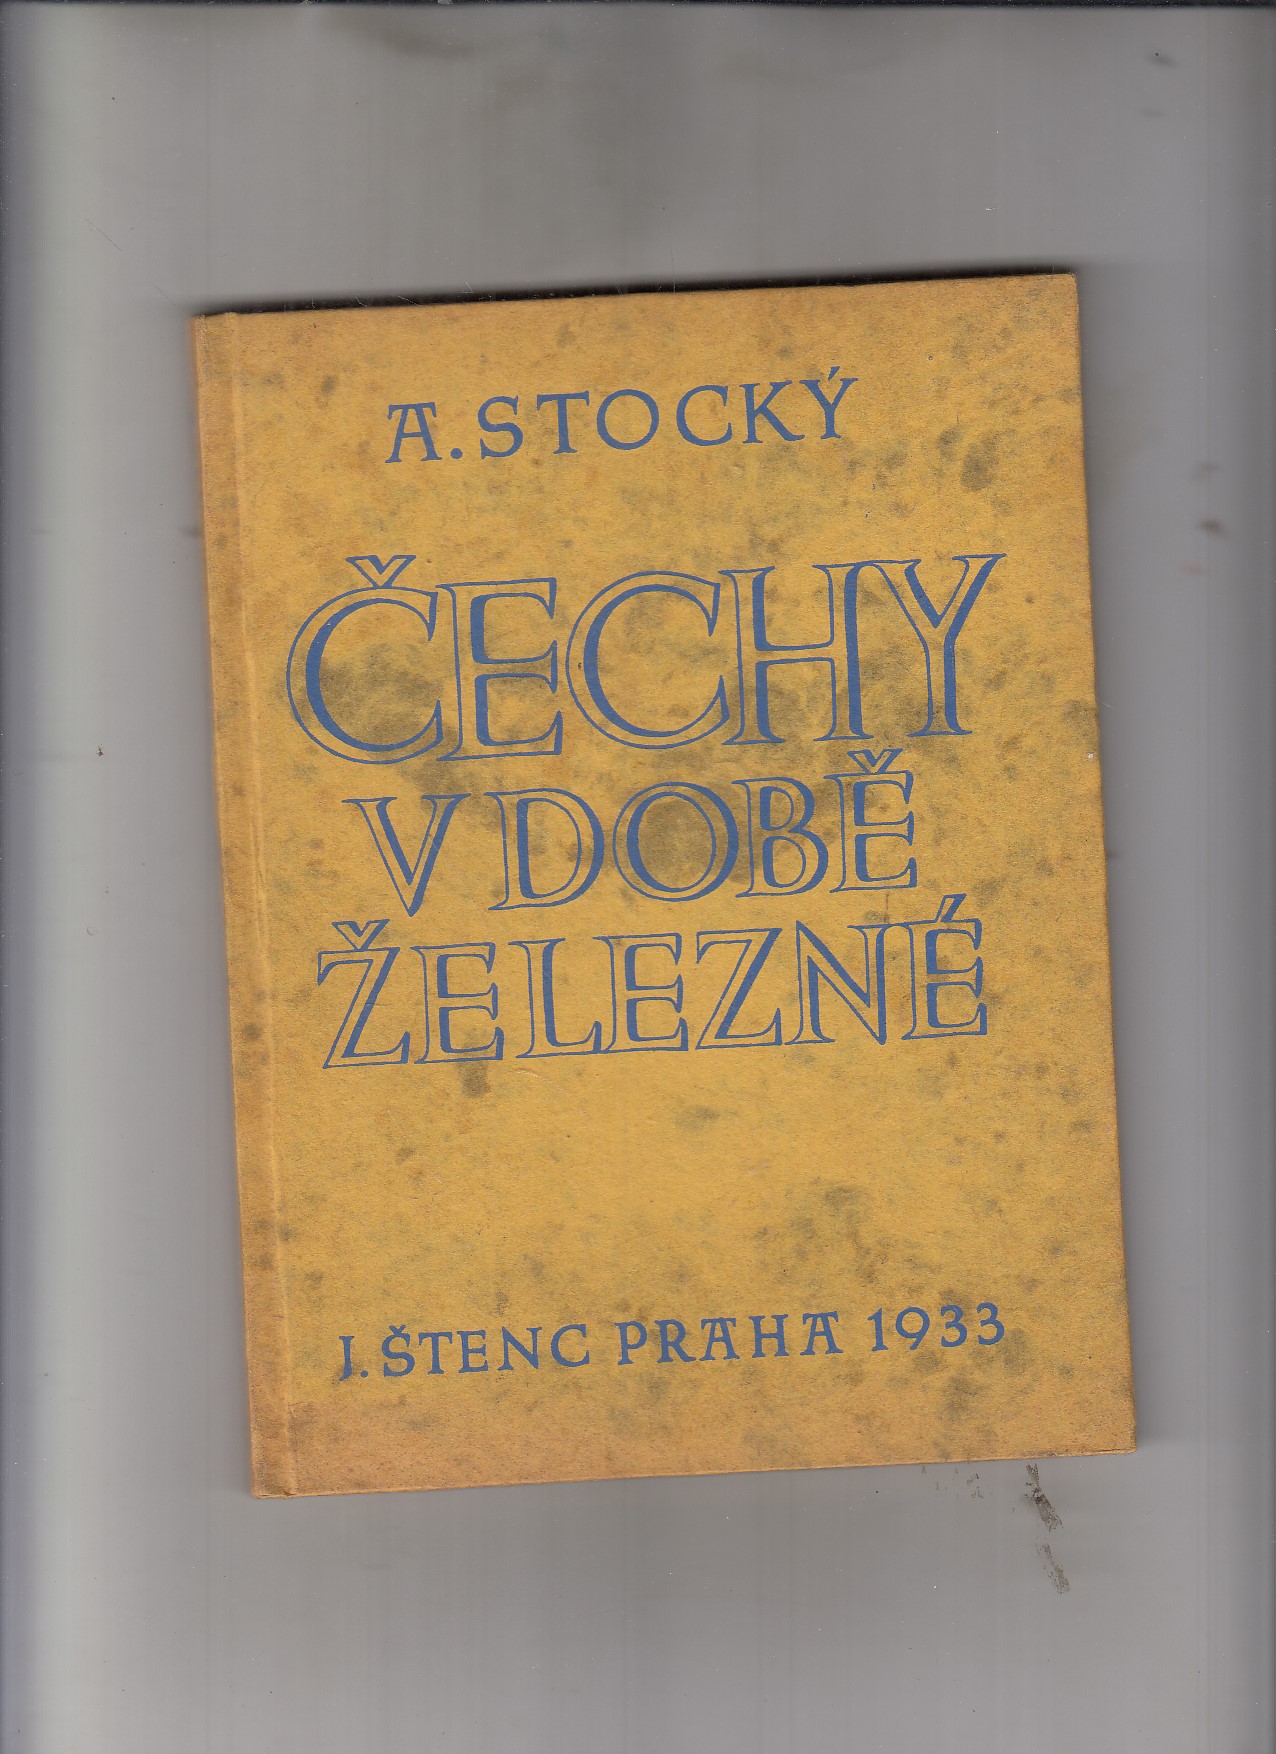 A. STOCKÝ
ČECHY
V DOBĚ
ŽELEZNÉ
J. ŠTENC PRAHA 1933